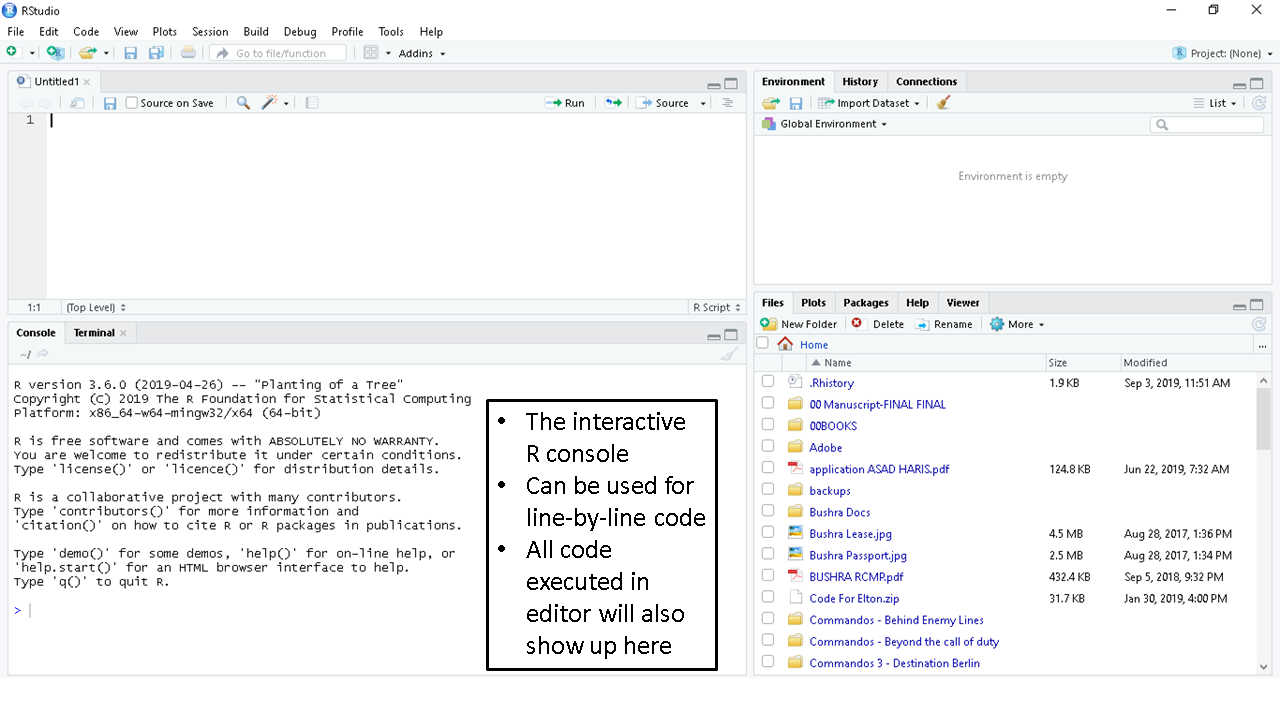 RStudio
File Edit Code View Plots Session Build Debug Profile Tools Help
Go to file/function Addins Project: (None)
Untitled1
Source on Save Run Source
1
1:1 (Top Level) R Script
Console Terminal
~/
R version 3.6.0 (2019-04-26) -- "Planting of a Tree"
Copyright (C) 2019 The R Foundation for Statistical Computing
Platform: x86_64-w64-mingw32/x64 (64-bit)
R is free software and comes with ABSOLUTELY NO WARRANTY.
You are welcome to redistribute it under certain conditions.
Type 'license()' or 'licence()' for distribution details.
R is a collaborative project with many contributors.
Type 'contributors()' for more information and
'citation()' on how to cite R or R packages in publications.
Type 'demo()' for some demos, 'help()' for on-line help, or
'help.start()' for an HTML browser interface to help.
Type 'q()' to quit R.
>
• The interactive
R console
• Can be used for
line-by-line code
• All code
executed in
editor will also
show up here
Environment History Connections
Import Dataset List
Global Environment
Environment is empty
Files Plots Packages Help Viewer
New Folder Delete Rename More
Home ...
Name Size Modified
.Rhistory 1.9 KB Sep 3, 2019, 11:51 AM
00 Manuscript-FINAL FINAL
00BOOKS
Adobe
application ASAD HARIS.pdf 124.8 KB Jun 22, 2019, 7:32 AM
backups
Bushra Docs
Bushra Lease.jpg 4.5 MB Aug 28, 2017, 1:36 PM
Bushra Passport.jpg 2.5 MB Aug 28, 2017, 1:34 PM
BUSHRA RCMP.pdf 432.4 KB Sep 5, 2018, 9:32 PM
Code For Elton.zip 31.7 KB Jan 30, 2019, 4:00 PM
Commandos - Behind Enemy Lines
Commandos - Beyond the call of duty
Commandos 3 - Destination Berlin